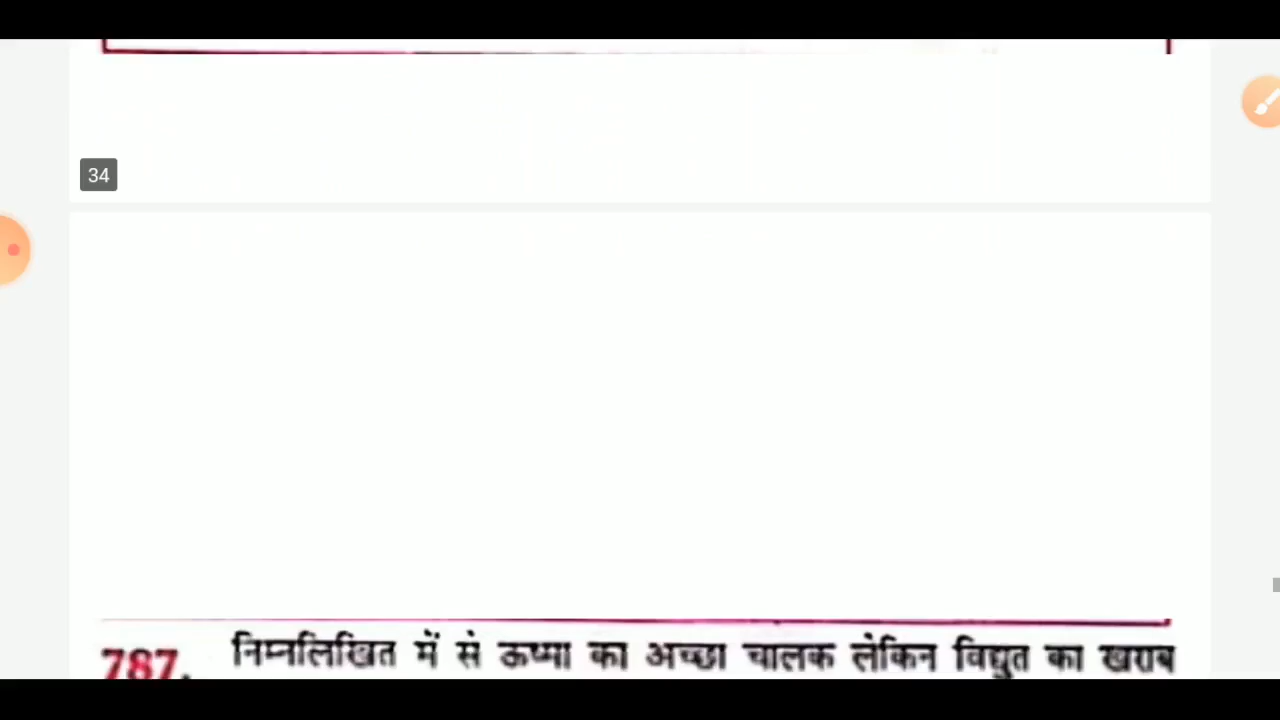 34
787. निम्नलिखित में से ऊष्मा का अच्छा चालक लेकिन विद्युत का खराब